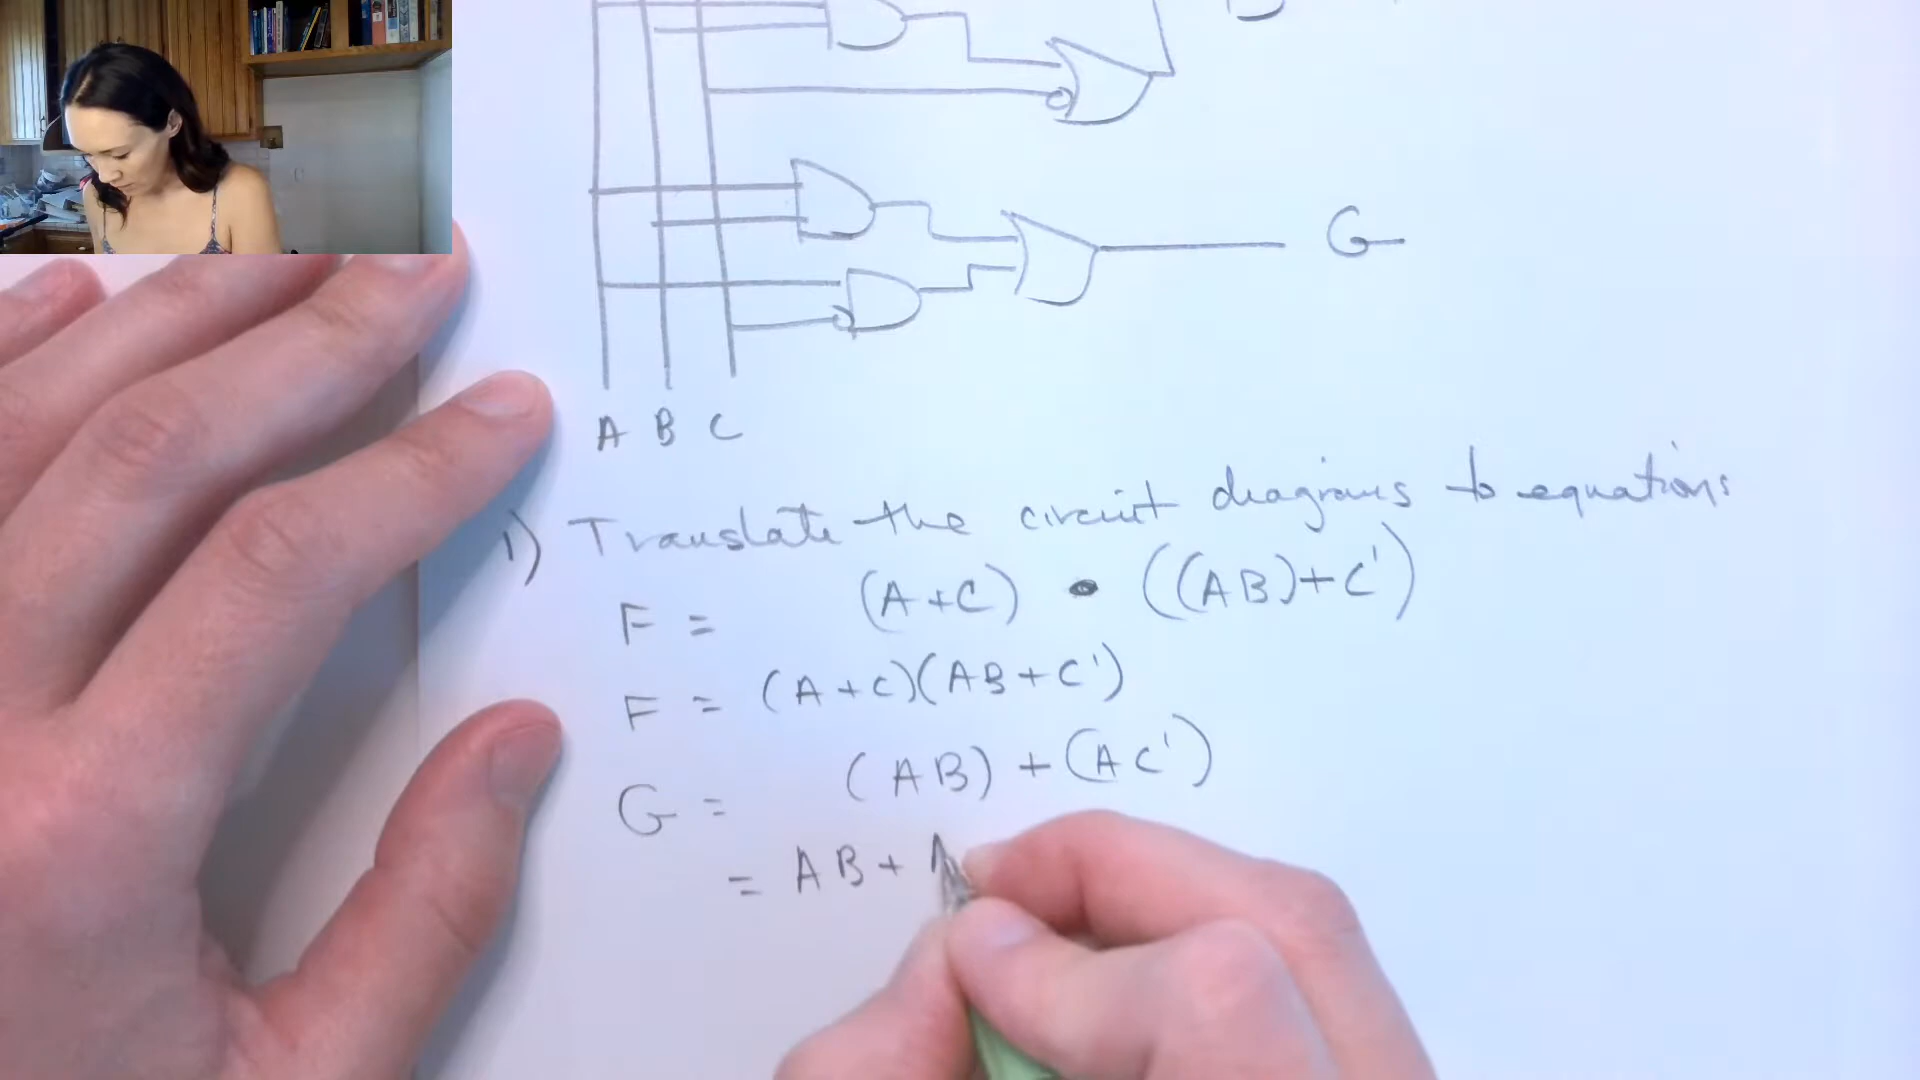 G
A B C
1) Translate the circuit diagrams to equations
F = (A+C) • ((AB)+C')
F = (A+C)(AB+C')
G = (AB) + (AC')
= AB + A